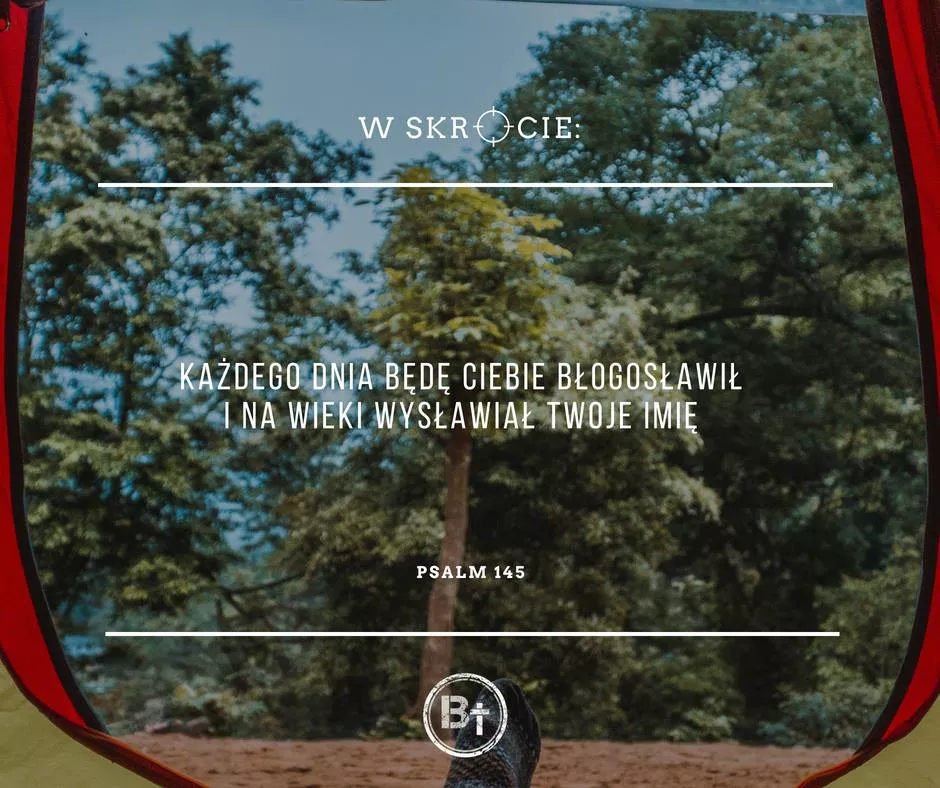 W SKRÓCIE:
KAŻDEGO DNIA BĘDĘ CIEBIE BŁOGOSŁAWIŁ
I NA WIEKI WYSŁAWIAŁ TWOJE IMIĘ
PSALM 145
B†